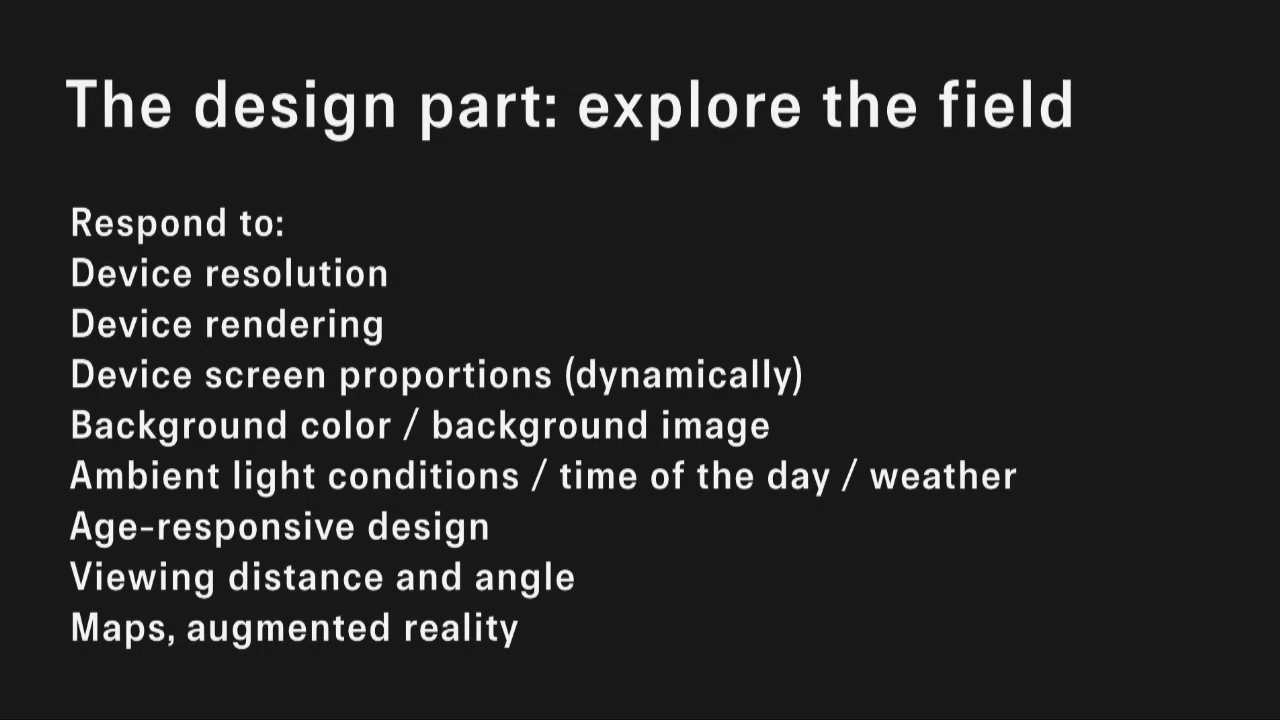 The design part: explore the field
Respond to:
Device resolution
Device rendering
Device screen proportions (dynamically)
Background color / background image
Ambient light conditions / time of the day / weather
Age-responsive design
Viewing distance and angle
Maps, augmented reality